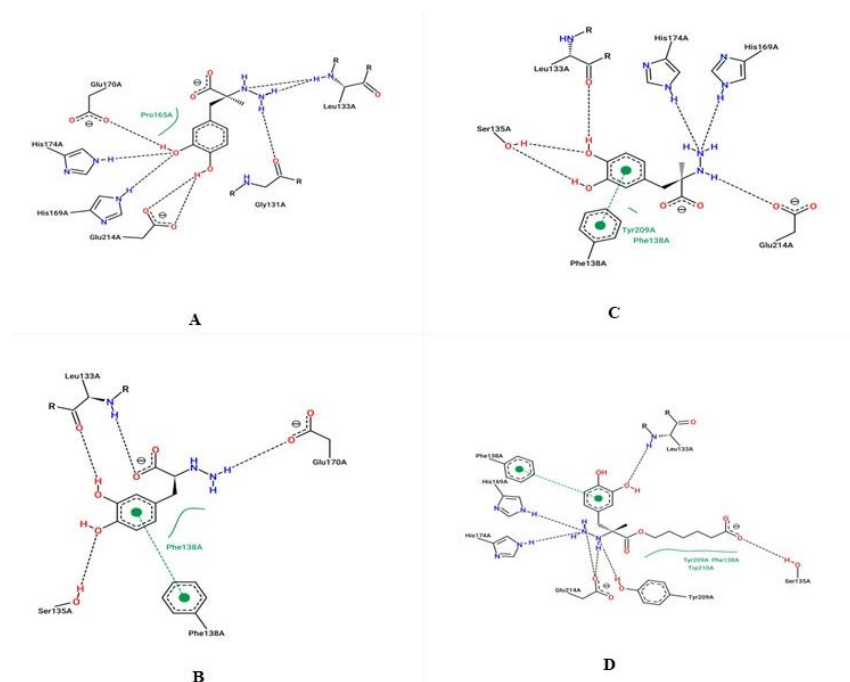 Glu170A
Pro165A
Leu133A
His174A
His169A
Glu214A
Gly131A
A
His174A
His169A
Leu133A
Ser135A
Tyr209A
Phe138A
Phe138A
Glu214A
C
Leu133A
Glu170A
Phe138A
Ser135A
Phe138A
B
Leu133A
Phe138A
His169A
His174A
Tyr209A Phe138A
Trp210A
Ser135A
Glu214A
Tyr209A
D